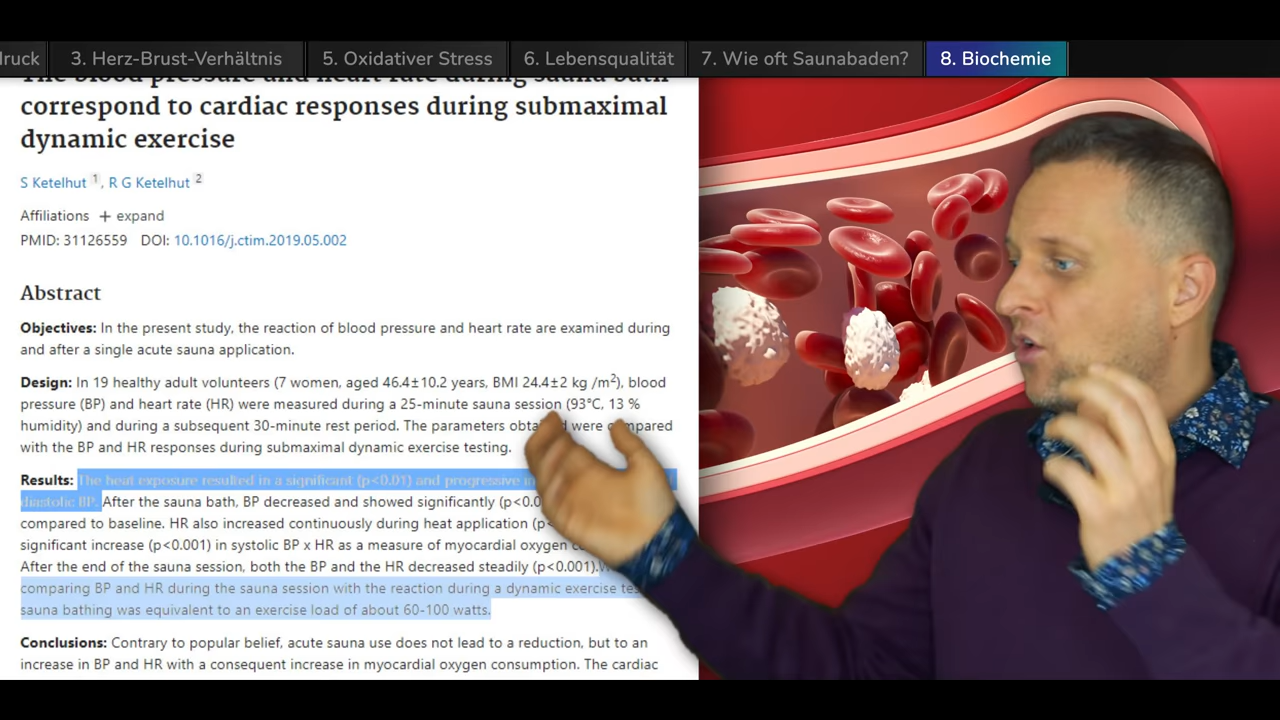 druck
3. Herz-Brust-Verhältnis
5. Oxidativer Stress
6. Lebensqualität
7. Wie oft Saunabaden?
8. Biochemie
The blood pressure and heart rate during sauna bath
correspond to cardiac responses during submaximal
dynamic exercise
S Ketelhut 1, R G Ketelhut 2
Affiliations + expand
PMID: 31126559 DOI: 10.1016/j.ctim.2019.05.002
Abstract
Objectives: In the present study, the reaction of blood pressure and heart rate are examined during
and after a single acute sauna application.
Design: In 19 healthy adult volunteers (7 women, aged 46.4±10.2 years, BMI 24.4±2 kg /m2), blood
pressure (BP) and heart rate (HR) were measured during a 25-minute sauna session (93°C, 13 %
humidity) and during a subsequent 30-minute rest period. The parameters were compared
with the BP and HR responses during submaximal dynamic exercise testing.
Results: The heat exposure resulted in a significant (p<0.01) and progressive
diastolic BP. After the sauna bath, BP decreased and showed significantly
compared to baseline. HR also increased continuously during heat application
significant increase (p<0.001) in systolic BP x HR as a measure of myocardial oxygen
After the end of the sauna session, both the BP and the HR decreased steadily (p<0.001).
comparing BP and HR during the sauna session with the reaction during a dynamic exercise
sauna bathing was equivalent to an exercise load of about 60-100 watts.
Conclusions: Contrary to popular belief, acute sauna use does not lead to a reduction, but to an
increase in BP and HR with a consequent increase in myocardial oxygen consumption. The cardiac